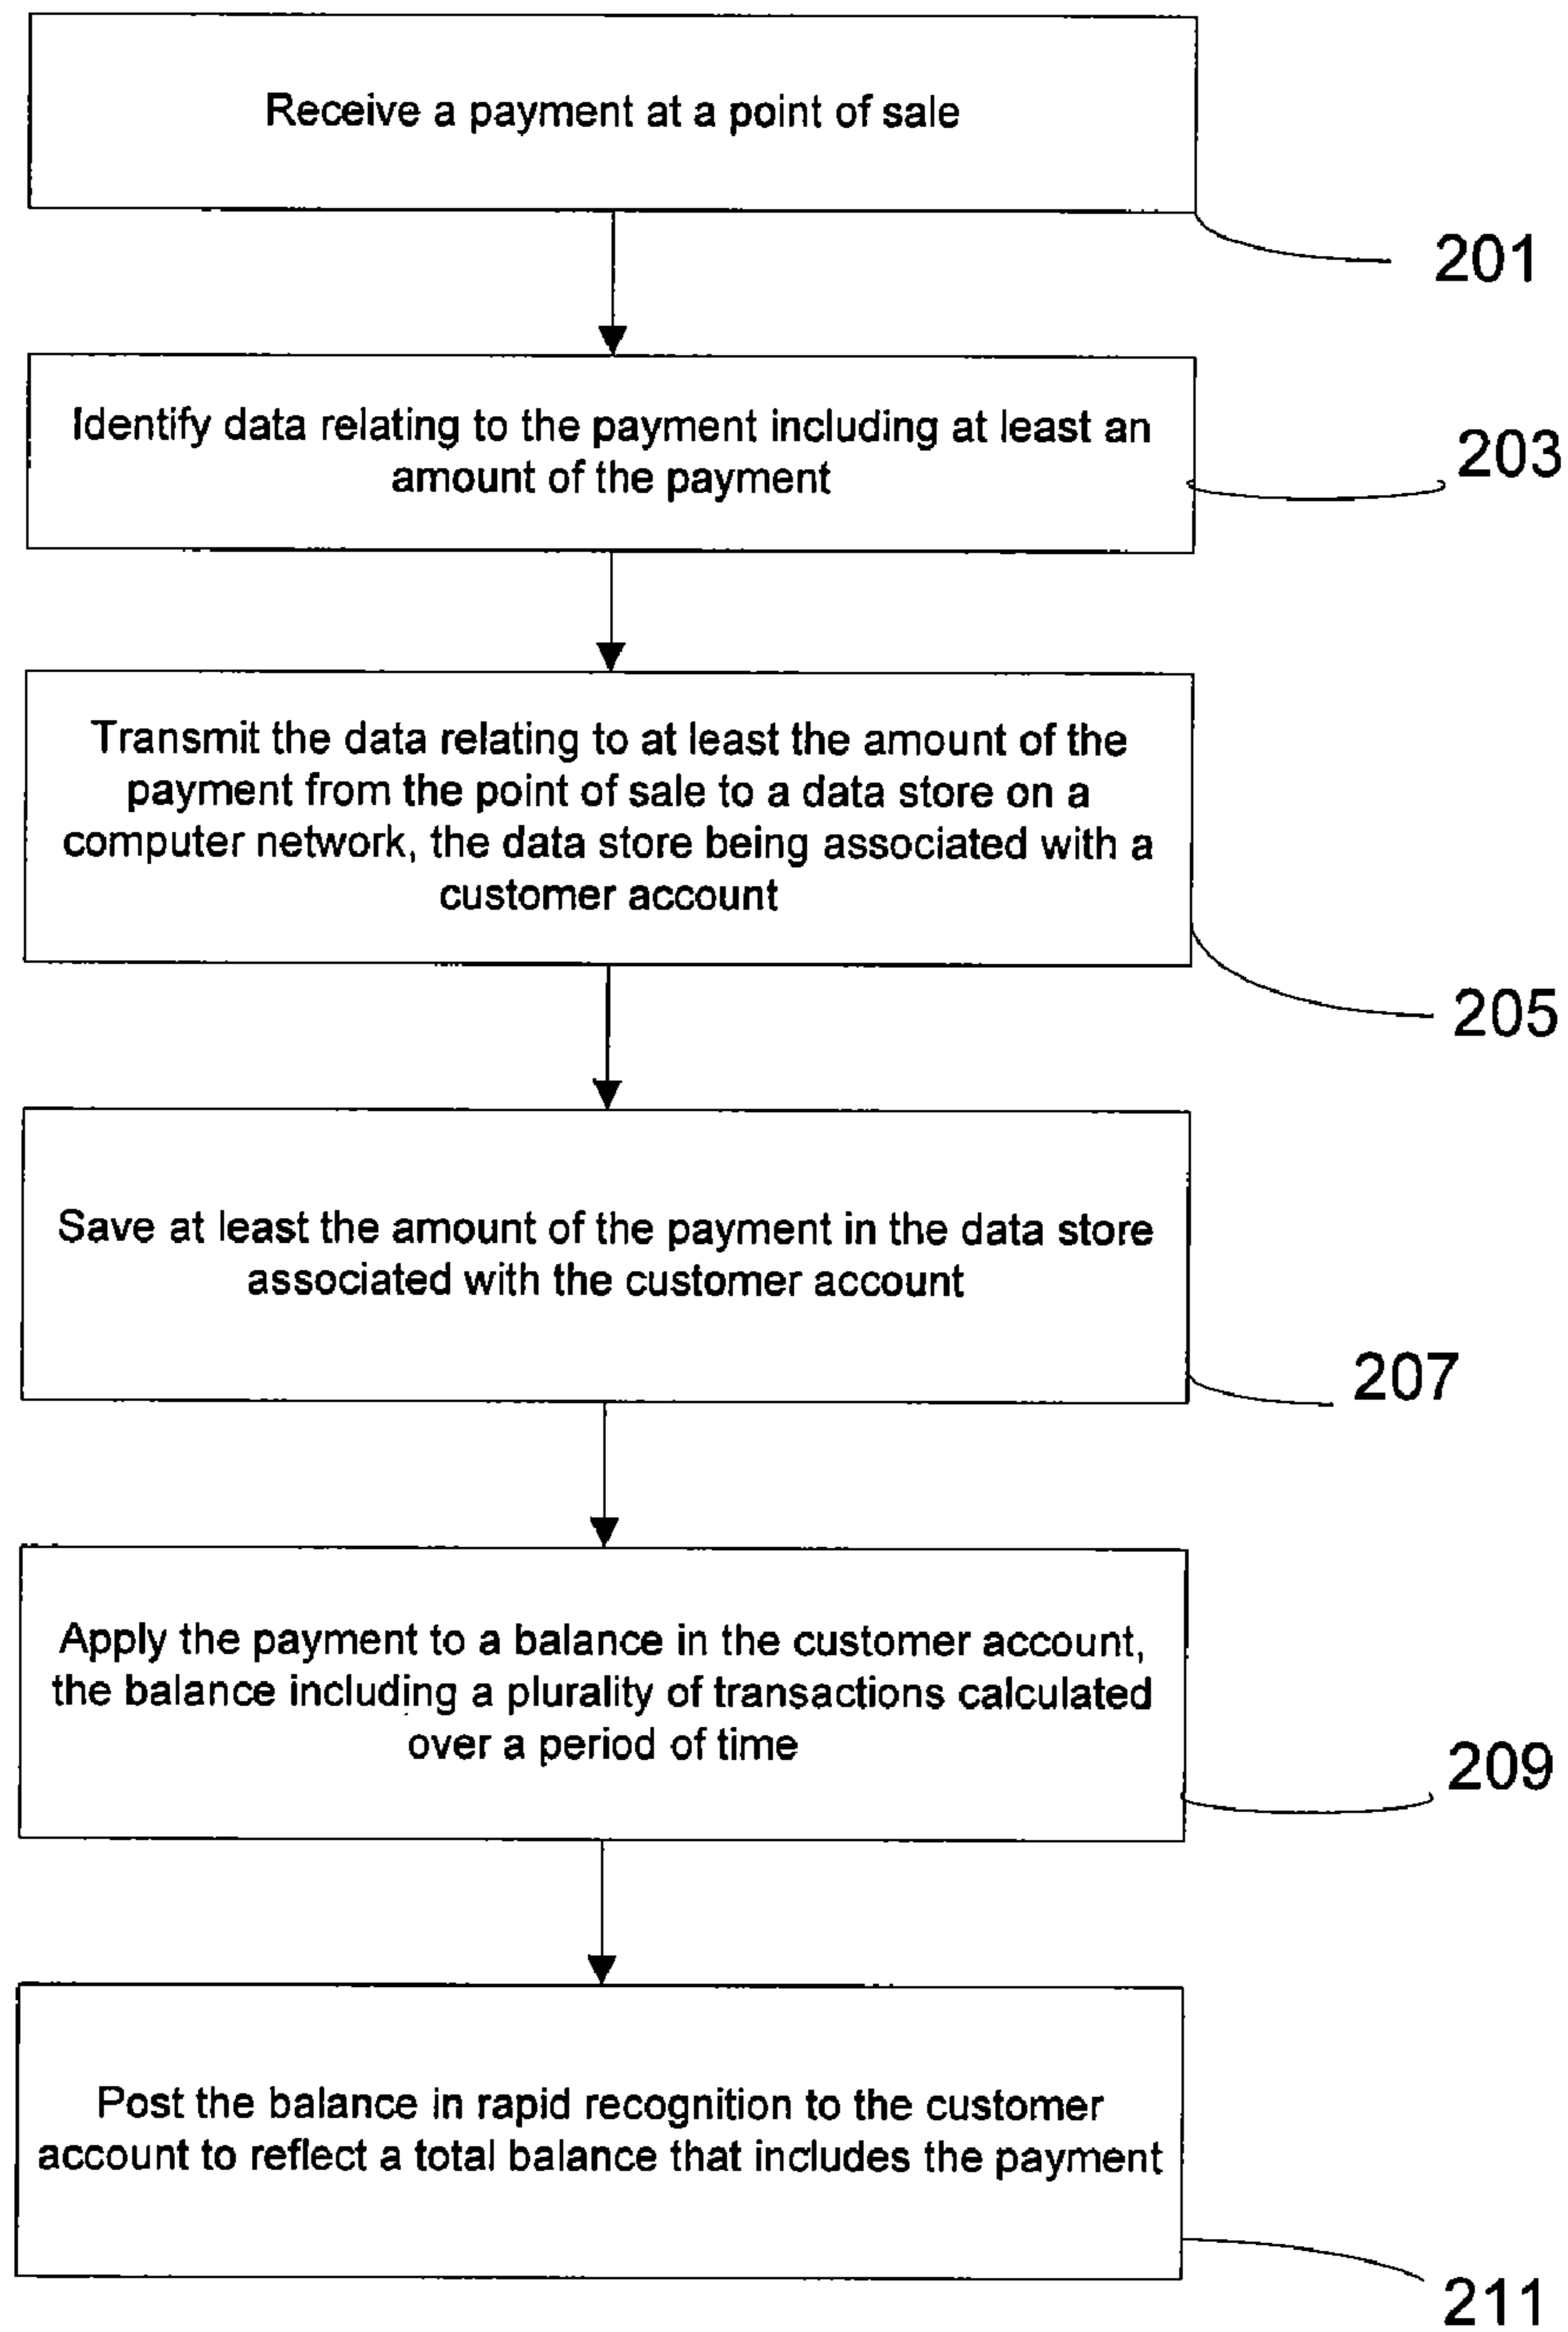 Receive a payment at a point of sale
201
Identify data relating to the payment including at least an
amount of the payment
203
Transmit the data relating to at least the amount of the
payment from the point of sale to a data store on a
computer network, the data store being associated with a
customer account
205
Save at least the amount of the payment in the data store
associated with the customer account
207
Apply the payment to a balance in the customer account,
the balance including a plurality of transactions calculated
over a period of time
209
Post the balance in rapid recognition to the customer
account to reflect a total balance that includes the payment
211